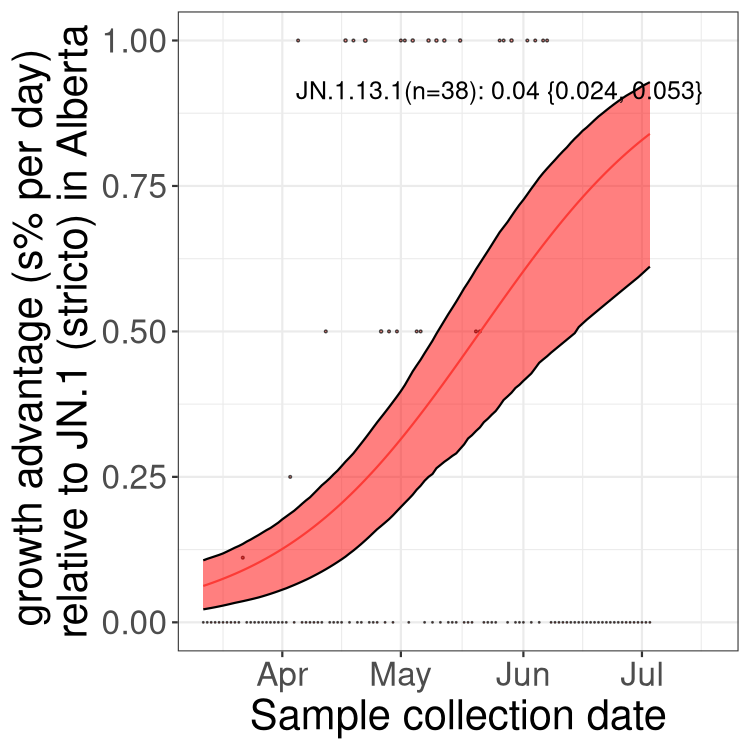 growth advantage (s% per day)
relative to JN.1 (stricto) in Alberta
1.00
0.75
0.50
0.25
0.00
JN.1.13.1(n=38): 0.04 {0.024, 0.053}
Apr May Jun Jul
Sample collection date